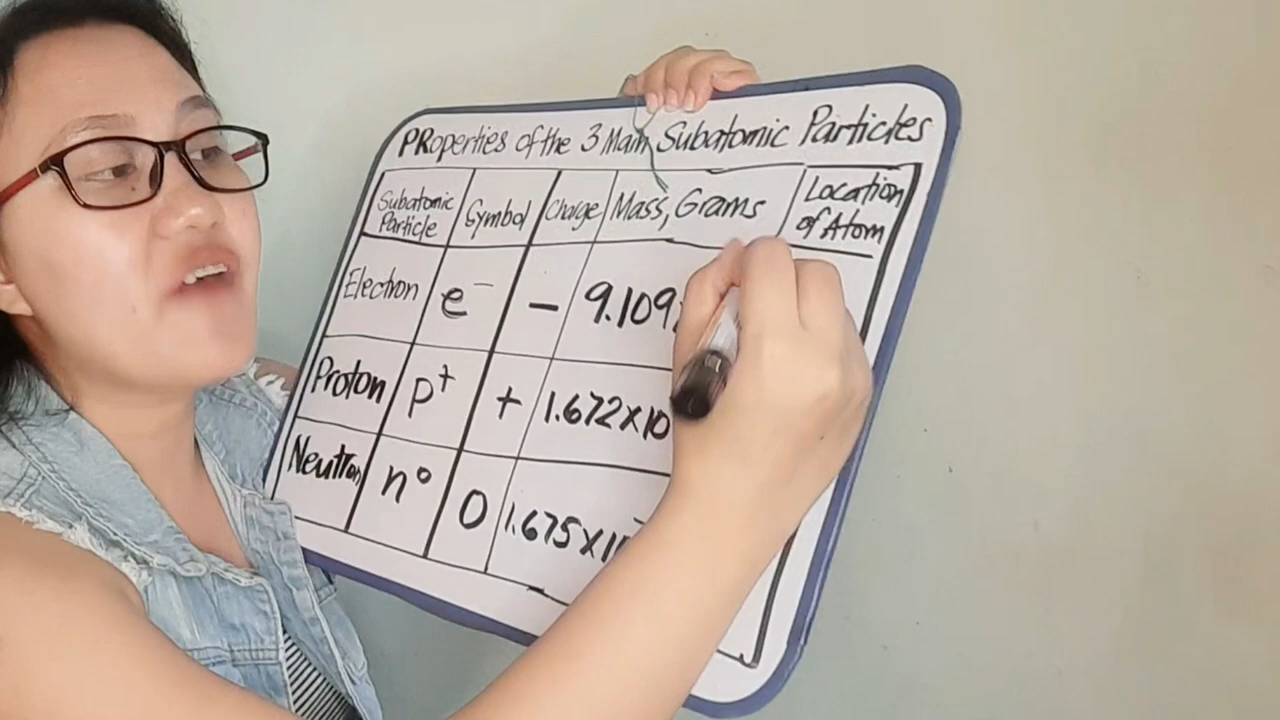 PRoperties of the 3 Main Subatomic Particles
Subatomic Particle Symbol Charge Mass, Grams Location of Atom
Electron e⁻ − 9.109
Proton p⁺ + 1.672x10
Neutron n⁰ 0 1.675x1